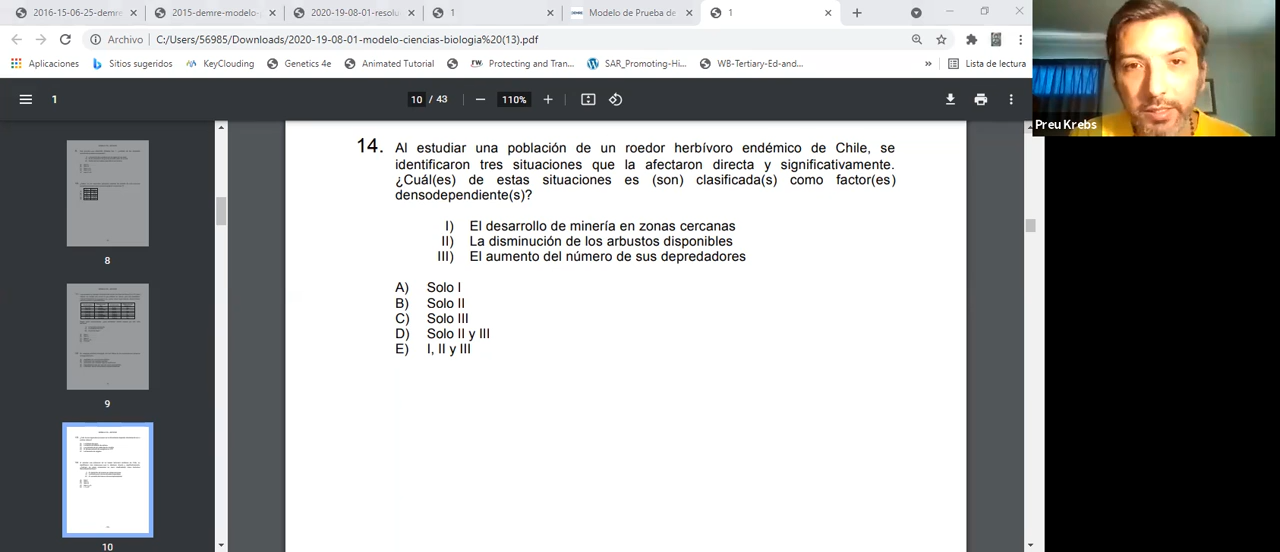 2016-15-06-25-demre
2015-demre-modelo-
2020-19-08-01-resolu
1
Modelo de Prueba de
1
Archivo
C:/Users/56985/Downloads/2020-19-08-01-modelo-ciencias-biologia%20(13).pdf
Aplicaciones
Sitios sugeridos
KeyClouding
Genetics 4e
Animated Tutorial
Protecting and Tran...
SAR_Promoting-Hi...
WB-Tertiary-Ed-and...
»
Lista de lectura
1
10 / 43
110%
Preu Krebs
8
9
10
14. Al estudiar una población de un roedor herbívoro endémico de Chile, se
identificaron tres situaciones que la afectaron directa y significativamente.
¿Cuál(es) de estas situaciones es (son) clasificada(s) como factor(es)
densodependiente(s)?
I) El desarrollo de minería en zonas cercanas
II) La disminución de los arbustos disponibles
III) El aumento del número de sus depredadores
A) Solo I
B) Solo II
C) Solo III
D) Solo II y III
E) I, II y III